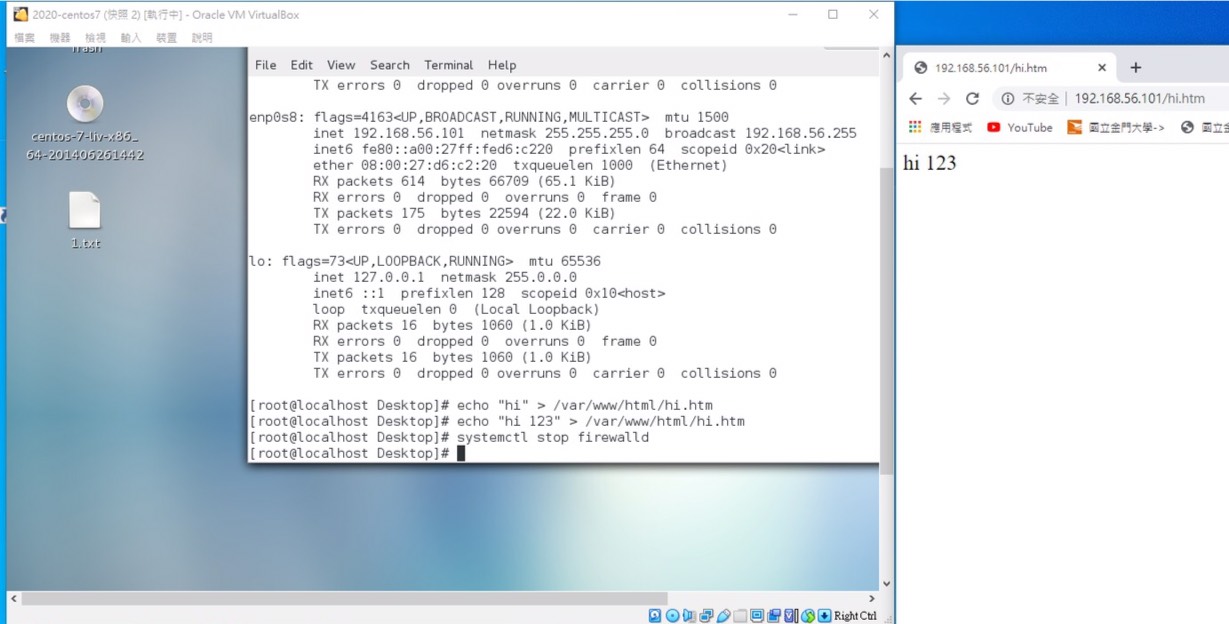 2020-centos7 (快照 2) [執行中] - Oracle VM VirtualBox
檔案 機器 檢視 輸入 裝置 說明
Trash
centos-7-liv-x86_
64-201406261442
1.txt
File Edit View Search Terminal Help
TX errors 0 dropped 0 overruns 0 carrier 0 collisions 0
enp0s8: flags=4163<UP,BROADCAST,RUNNING,MULTICAST> mtu 1500
inet 192.168.56.101 netmask 255.255.255.0 broadcast 192.168.56.255
inet6 fe80::a00:27ff:fed6:c220 prefixlen 64 scopeid 0x20<link>
ether 08:00:27:d6:c2:20 txqueuelen 1000 (Ethernet)
RX packets 614 bytes 66709 (65.1 KiB)
RX errors 0 dropped 0 overruns 0 frame 0
TX packets 175 bytes 22594 (22.0 KiB)
TX errors 0 dropped 0 overruns 0 carrier 0 collisions 0
lo: flags=73<UP,LOOPBACK,RUNNING> mtu 65536
inet 127.0.0.1 netmask 255.0.0.0
inet6 ::1 prefixlen 128 scopeid 0x10<host>
loop txqueuelen 0 (Local Loopback)
RX packets 16 bytes 1060 (1.0 KiB)
RX errors 0 dropped 0 overruns 0 frame 0
TX packets 16 bytes 1060 (1.0 KiB)
TX errors 0 dropped 0 overruns 0 carrier 0 collisions 0
[root@localhost Desktop]# echo "hi" > /var/www/html/hi.htm
[root@localhost Desktop]# echo "hi 123" > /var/www/html/hi.htm
[root@localhost Desktop]# systemctl stop firewalld
[root@localhost Desktop]#
Right Ctrl
192.168.56.101/hi.htm
不安全 | 192.168.56.101/hi.htm
應用程式 YouTube 國立金門大學-> 國立金
hi 123